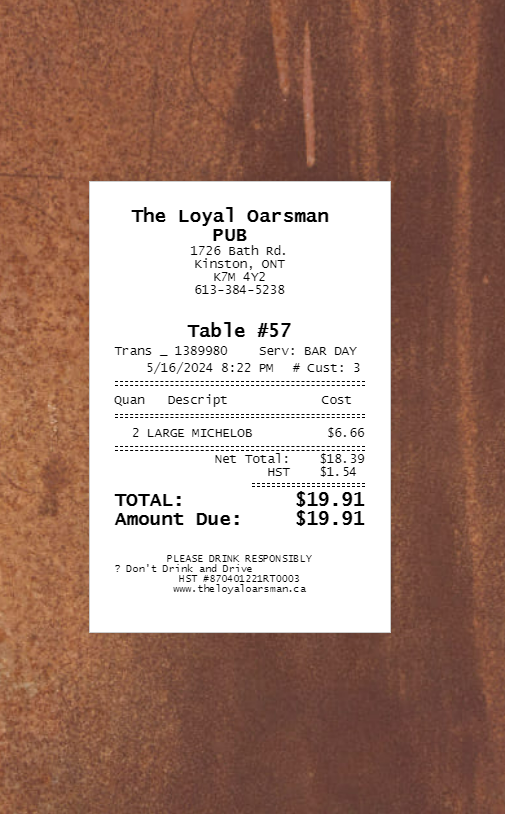 The Loyal Oarsman
PUB
1726 Bath Rd.
Kinston, ONT
K7M 4Y2
613-384-5238
Table #57
Trans _ 1389980 Serv: BAR DAY
5/16/2024 8:22 PM # Cust: 3
Quan Descript Cost
2 LARGE MICHELOB $6.66
Net Total: $18.39
HST $1.54
TOTAL: $19.91
Amount Due: $19.91
PLEASE DRINK RESPONSIBLY
? Don't Drink and Drive
HST #870401221RT0003
www.theloyaloarsman.ca